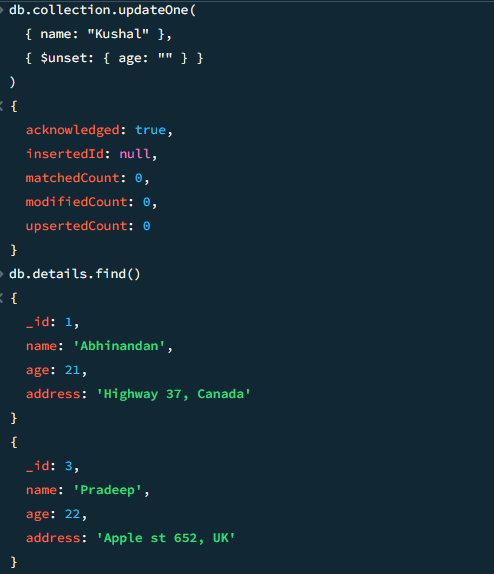 db.collection.updateOne(
{ name: "Kushal" },
{ $unset: { age: "" } }
)
{
acknowledged: true,
insertedId: null,
matchedCount: 0,
modifiedCount: 0,
upsertedCount: 0
}
db.details.find()
{
_id: 1,
name: 'Abhinandan',
age: 21,
address: 'Highway 37, Canada'
}
{
_id: 3,
name: 'Pradeep',
age: 22,
address: 'Apple st 652, UK'
}